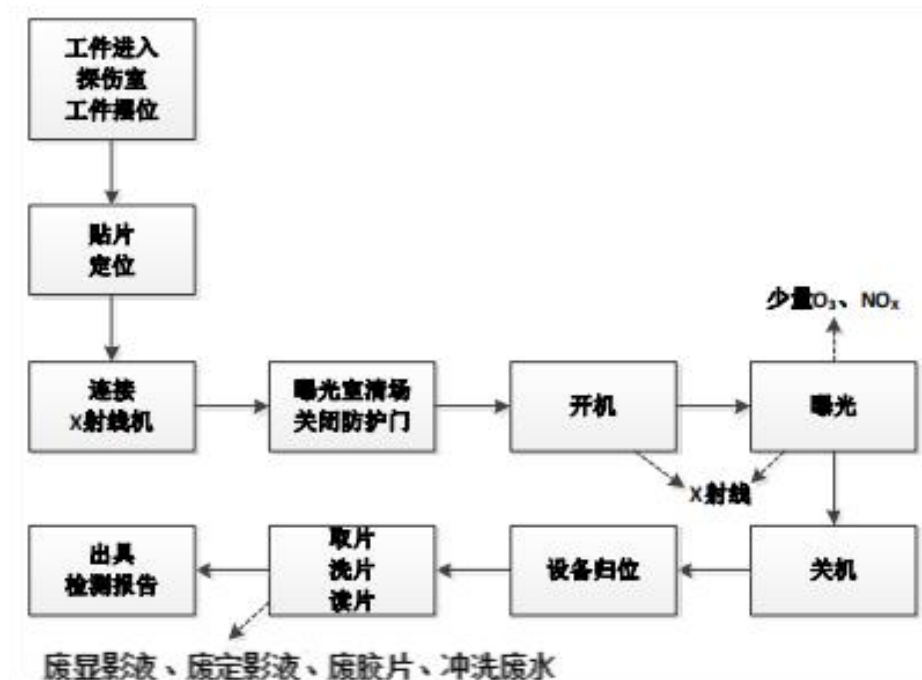 工件进入
探伤室
工件摆位
贴片
定位
少量O₃、NOₓ
连接
X射线机
曝光室清场
关闭防护门
开机
曝光
X射线
出具
检测报告
取片
洗片
读片
设备归位
关机
废显影液、废定影液、废胶片、冲洗废水